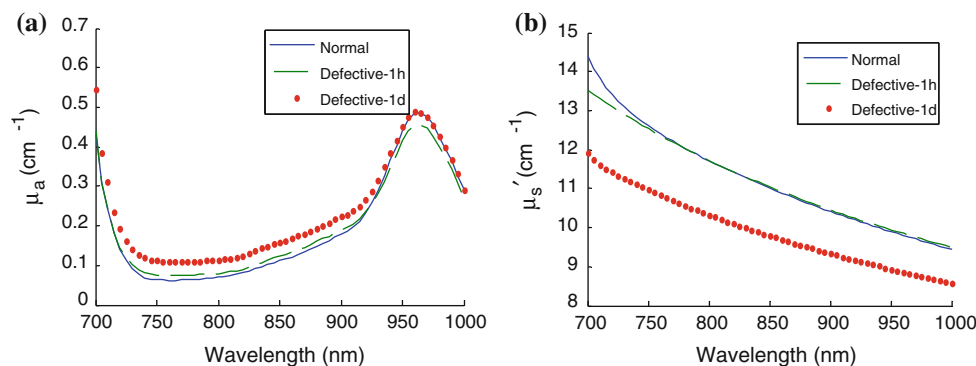 (a)
0.7
0.6
0.5
0.4
0.3
0.2
0.1
0
μa (cm⁻¹)
Normal
Defective-1h
Defective-1d
700 750 800 850 900 950 1000
Wavelength (nm)
(b)
15
14
13
12
11
10
9
8
μs′ (cm⁻¹)
Normal
Defective-1h
Defective-1d
700 750 800 850 900 950 1000
Wavelength (nm)